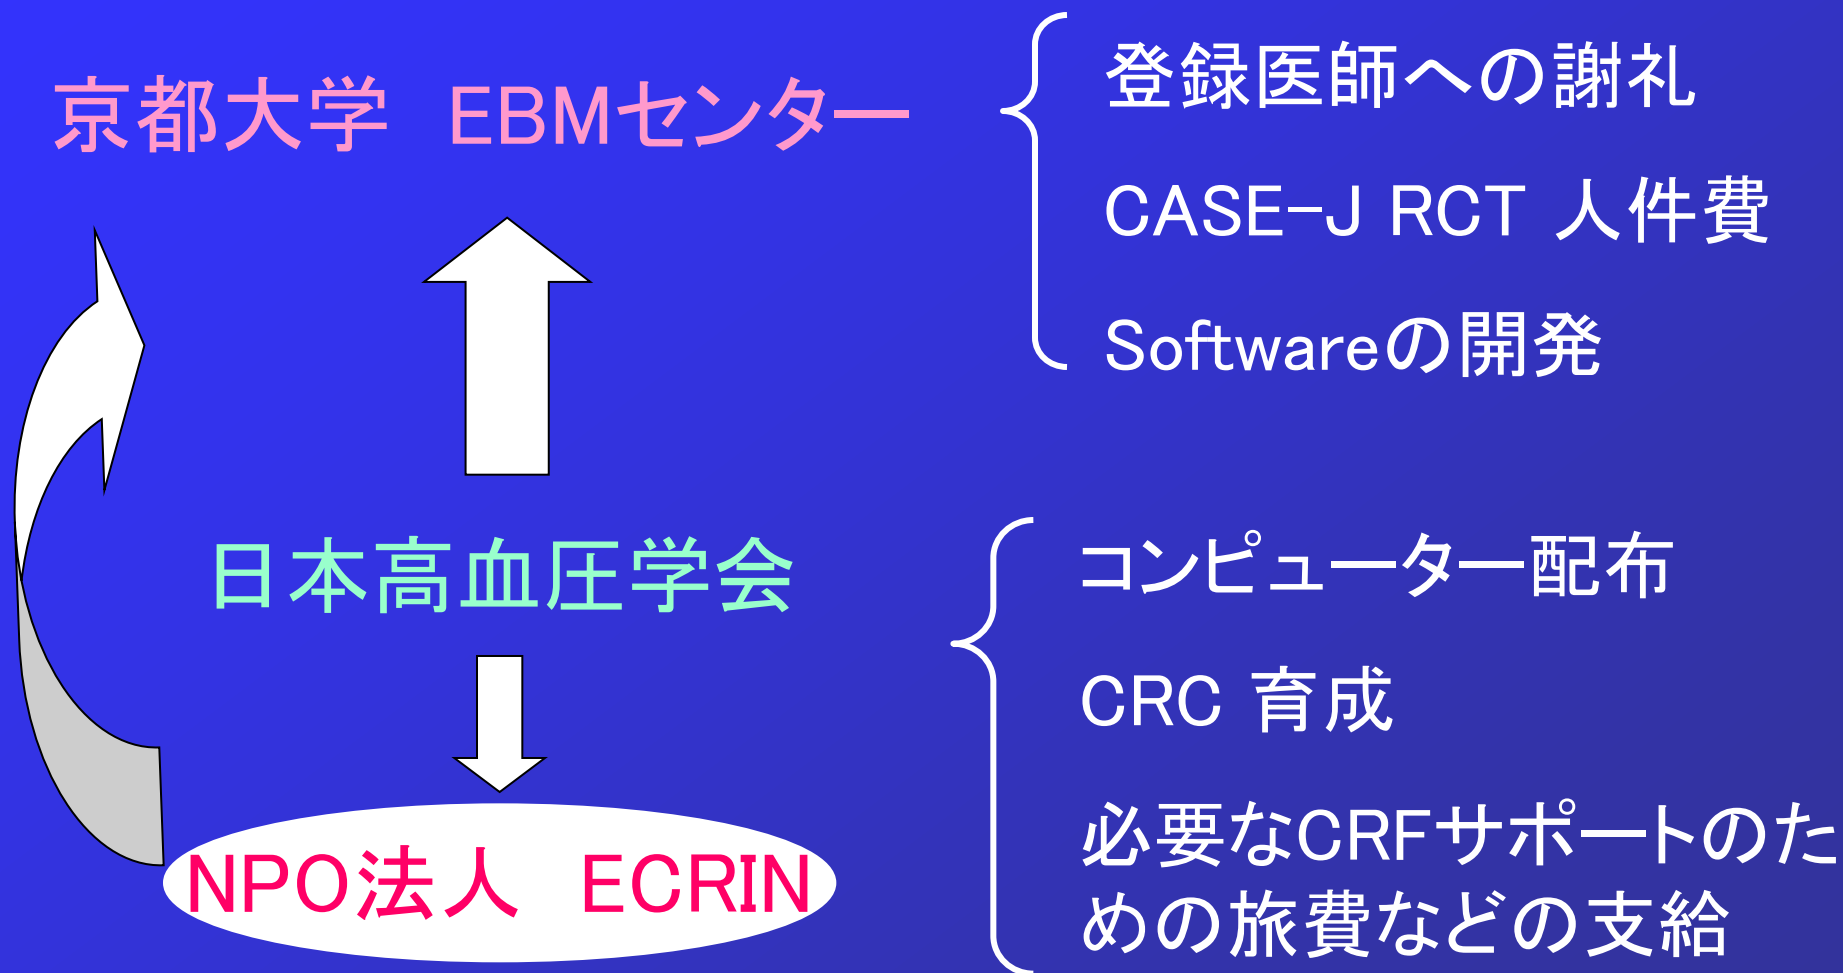 京都大学　EBMセンター
登録医師への謝礼
CASE-J RCT 人件費
Softwareの開発
日本高血圧学会
コンピューター配布
CRC 育成
必要なCRFサポートのた
めの旅費などの支給
NPO法人　ECRIN